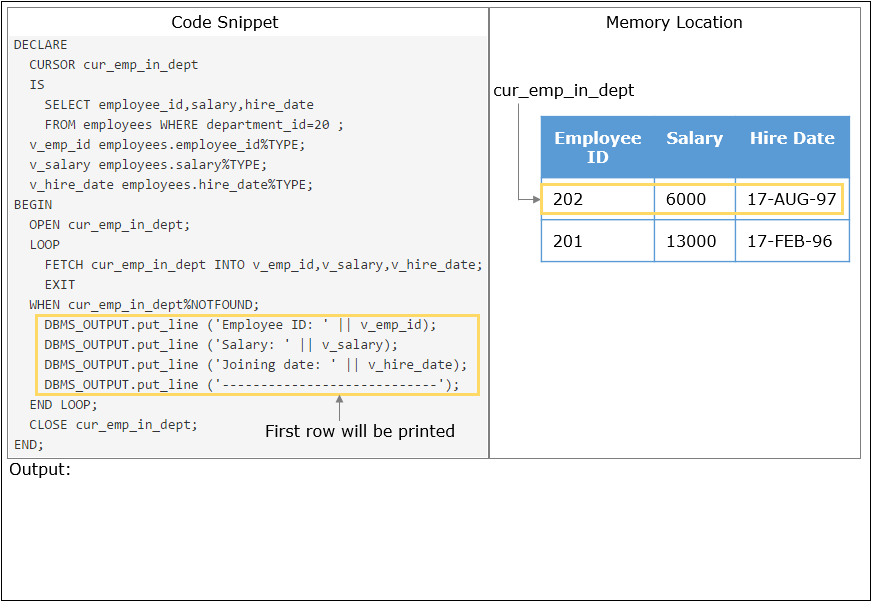 Code Snippet
DECLARE
CURSOR cur_emp_in_dept
IS
SELECT employee_id,salary,hire_date
FROM employees WHERE department_id=20 ;
v_emp_id employees.employee_id%TYPE;
v_salary employees.salary%TYPE;
v_hire_date employees.hire_date%TYPE;
BEGIN
OPEN cur_emp_in_dept;
LOOP
FETCH cur_emp_in_dept INTO v_emp_id,v_salary,v_hire_date;
EXIT
WHEN cur_emp_in_dept%NOTFOUND;
DBMS_OUTPUT.put_line ('Employee ID: ' || v_emp_id);
DBMS_OUTPUT.put_line ('Salary: ' || v_salary);
DBMS_OUTPUT.put_line ('Joining date: ' || v_hire_date);
DBMS_OUTPUT.put_line ('----------------------------');
END LOOP;
CLOSE cur_emp_in_dept;
First row will be printed
END;
Memory Location
cur_emp_in_dept
Employee ID Salary Hire Date
202 6000 17-AUG-97
201 13000 17-FEB-96
Output: